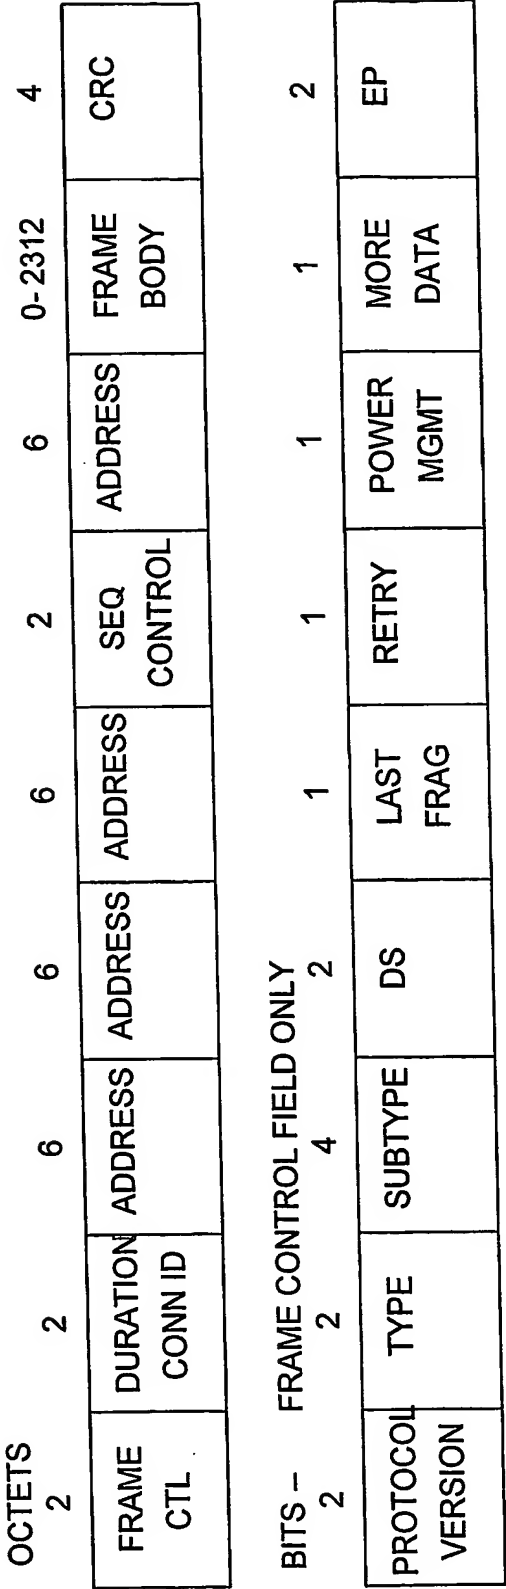 OCTETS
2 2 6 6 6 2 6 0-2312 4
FRAME CTL
DURATION CONN ID
ADDRESS
ADDRESS
ADDRESS
SEQ CONTROL
ADDRESS
FRAME BODY
CRC
BITS – FRAME CONTROL FIELD ONLY
2 2 4 2 1 1 1 1 2
PROTOCOL VERSION
TYPE
SUBTYPE
DS
LAST FRAG
RETRY
POWER MGMT
MORE DATA
EP